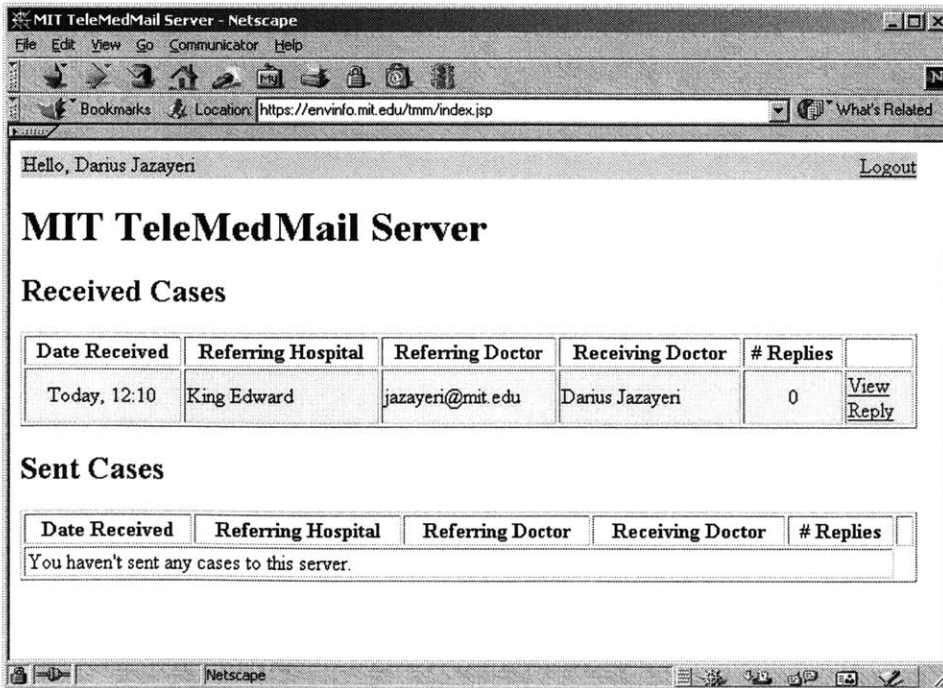 MIT TeleMedMail Server - Netscape
File Edit View Go Communicator Help
My
N
Bookmarks Location: https://envinfo.mit.edu/tmm/index.jsp What's Related
Hello, Darius Jazayeri Logout
MIT TeleMedMail Server
Received Cases
Date Received Referring Hospital Referring Doctor Receiving Doctor # Replies
Today, 12:10 King Edward jazayeri@mit.edu Darius Jazayeri 0 View
Reply
Sent Cases
Date Received Referring Hospital Referring Doctor Receiving Doctor # Replies
You haven't sent any cases to this server.
Netscape